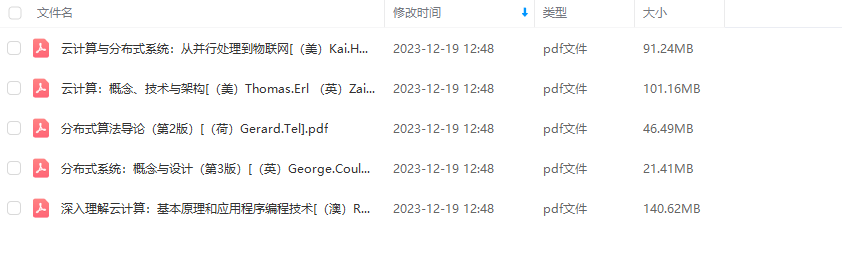 文件名 修改时间 类型 大小
云计算与分布式系统：从并行处理到物联网[（美）Kai.H... 2023-12-19 12:48 pdf文件 91.24MB
云计算：概念、技术与架构[（美）Thomas.Erl （英）Zai... 2023-12-19 12:48 pdf文件 101.16MB
分布式算法导论（第2版）[（荷）Gerard.Tel].pdf 2023-12-19 12:48 pdf文件 46.49MB
分布式系统：概念与设计（第3版）[（英）George.Coul... 2023-12-19 12:48 pdf文件 21.41MB
深入理解云计算：基本原理和应用程序编程技术[（澳）R... 2023-12-19 12:48 pdf文件 140.62MB